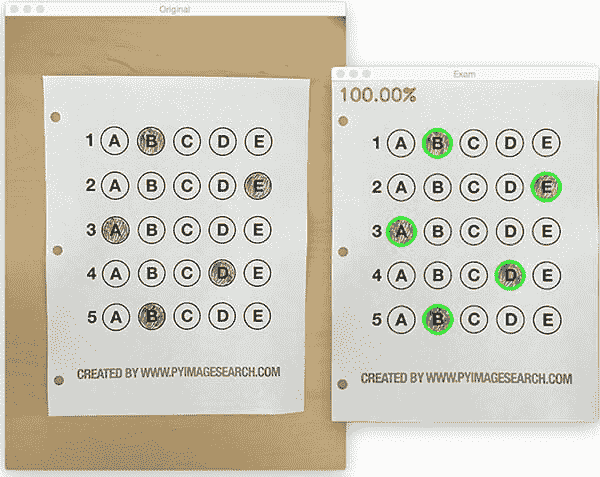 Original
1 A B C D E
2 A B C D E
3 A B C D E
4 A B C D E
5 A B C D E
CREATED BY WWW.PYIMAGESEARCH.COM
Exam
100.00%
1 A B C D E
2 A B C D E
3 A B C D E
4 A B C D E
5 A B C D E
CREATED BY WWW.PYIMAGESEARCH.COM